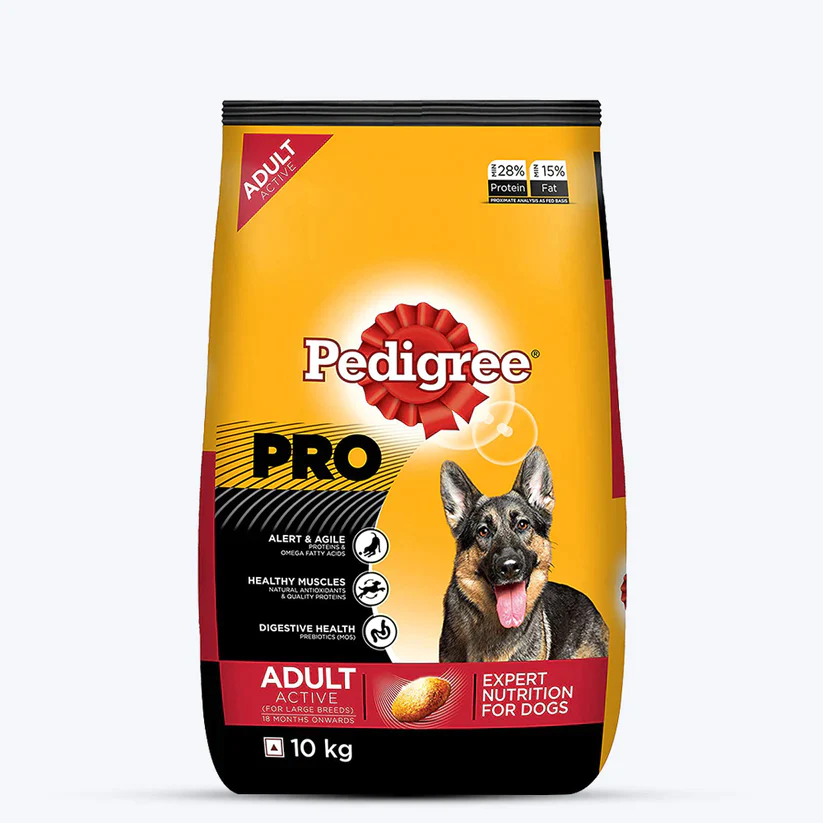 ADULT
ACTIVE
MIN 28% MIN 15%
Protein Fat
PROXIMATE ANALYSIS AS FED BASIS
Pedigree®
PRO
ALERT & AGILE
PROTEINS &
OMEGA FATTY ACIDS
HEALTHY MUSCLES
NATURAL ANTIOXIDANTS
& QUALITY PROTEINS
DIGESTIVE HEALTH
PREBIOTICS (MOS)
ADULT
ACTIVE
(FOR LARGE BREEDS)
18 MONTHS ONWARDS
EXPERT
NUTRITION
FOR DOGS
10 kg